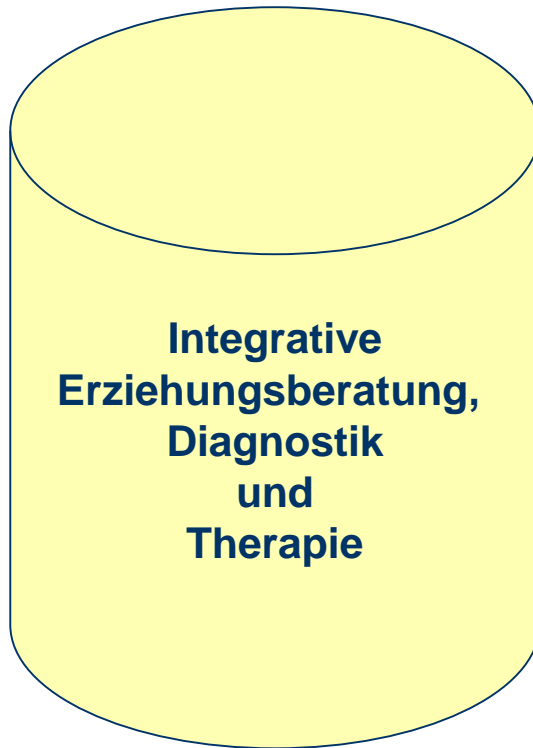 Integrative
Erziehungsberatung,
Diagnostik
und
Therapie